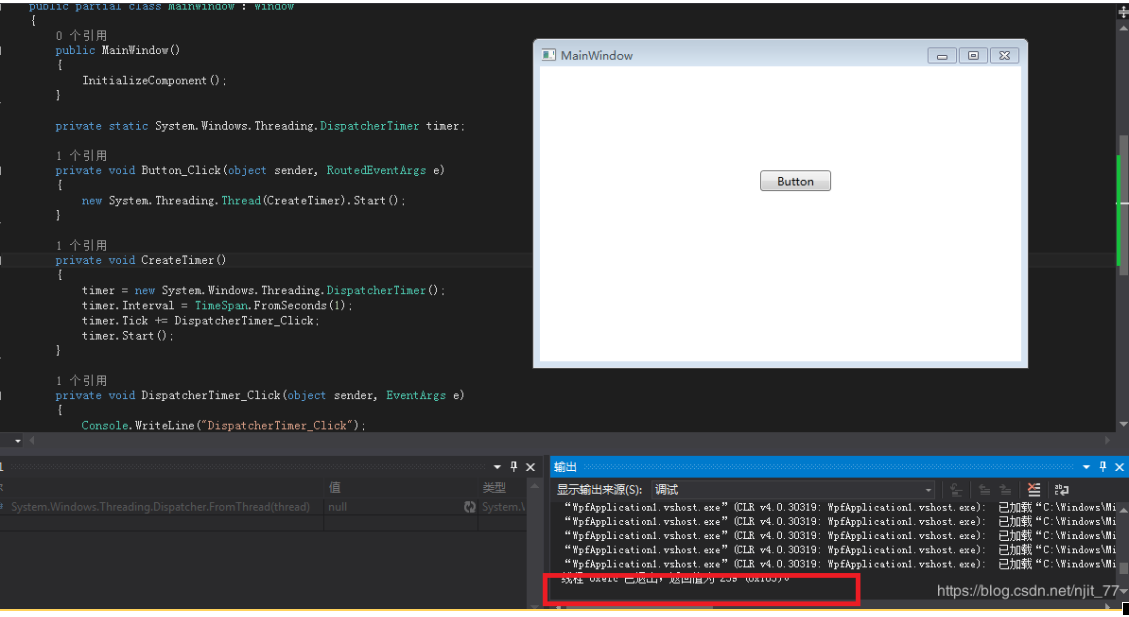 public partial class MainWindow : Window
{
0 个引用
public MainWindow()
{
InitializeComponent();
}
private static System.Windows.Threading.DispatcherTimer timer;
1 个引用
private void Button_Click(object sender, RoutedEventArgs e)
{
new System.Threading.Thread(CreateTimer).Start();
}
1 个引用
private void CreateTimer()
{
timer = new System.Windows.Threading.DispatcherTimer();
timer.Interval = TimeSpan.FromSeconds(1);
timer.Tick += DispatcherTimer_Click;
timer.Start();
}
1 个引用
private void DispatcherTimer_Click(object sender, EventArgs e)
{
Console.WriteLine("DispatcherTimer_Click");
MainWindow
Button
值
类型
System.Windows.Threading.Dispatcher.FromThread(thread)
null
System.\
输出
显示输出来源(S):
调试
“WpfApplication1.vshost.exe”(CLR v4.0.30319: WpfApplication1.vshost.exe): 已加载“C:\Windows\Mi
“WpfApplication1.vshost.exe”(CLR v4.0.30319: WpfApplication1.vshost.exe): 已加载“C:\Windows\Mi
“WpfApplication1.vshost.exe”(CLR v4.0.30319: WpfApplication1.vshost.exe): 已加载“C:\Windows\Mi
“WpfApplication1.vshost.exe”(CLR v4.0.30319: WpfApplication1.vshost.exe): 已加载“C:\Windows\Mi
“WpfApplication1.vshost.exe”(CLR v4.0.30319: WpfApplication1.vshost.exe): 已加载“C:\Windows\Mi
线程 已退出，返回值为 259 (0x103)。
https://blog.csdn.net/njit_77